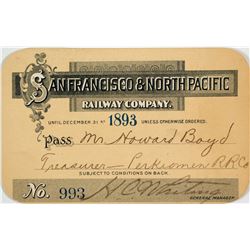 SAN FRANCISCO & NORTH PACIFIC
RAILWAY COMPANY.
UNTIL DECEMBER 31ST 1893 UNLESS OTHERWISE ORDERED.
Pass Mr Howard Boyd
Treasurer - Perkiomen R.R.Co
SUBJECT TO CONDITIONS ON BACK.
No. 993 H C Whiting
GENERAL MANAGER.